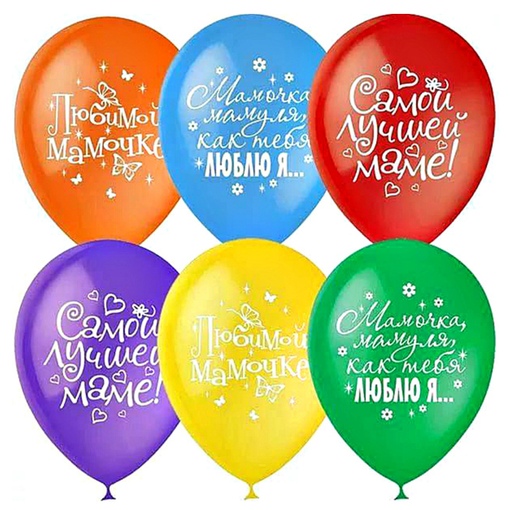 Любимой
мамочке
Мамочка,
мамуля,
как тебя
люблю я...
Самой
лучшей
маме!
Самой
лучшей
маме!
Любимой
мамочке
Мамочка,
мамуля,
как тебя
люблю я...